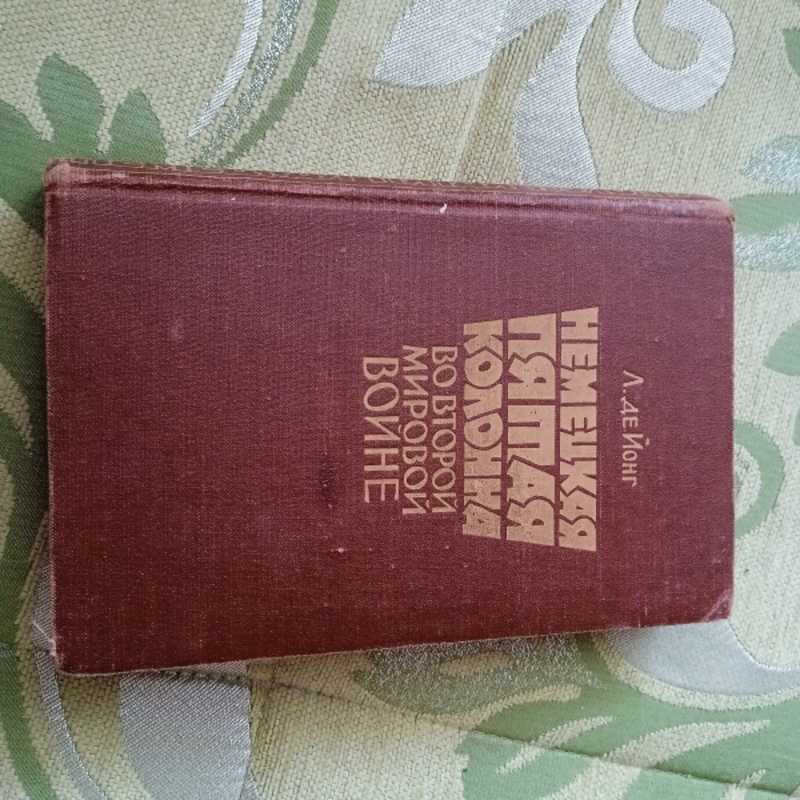 Л. ДЕ ЙОНГ
НЕМЕЦКАЯ
ПЯТАЯ
КОЛОННА
ВО ВТОРОЙ
МИРОВОЙ
ВОЙНЕ